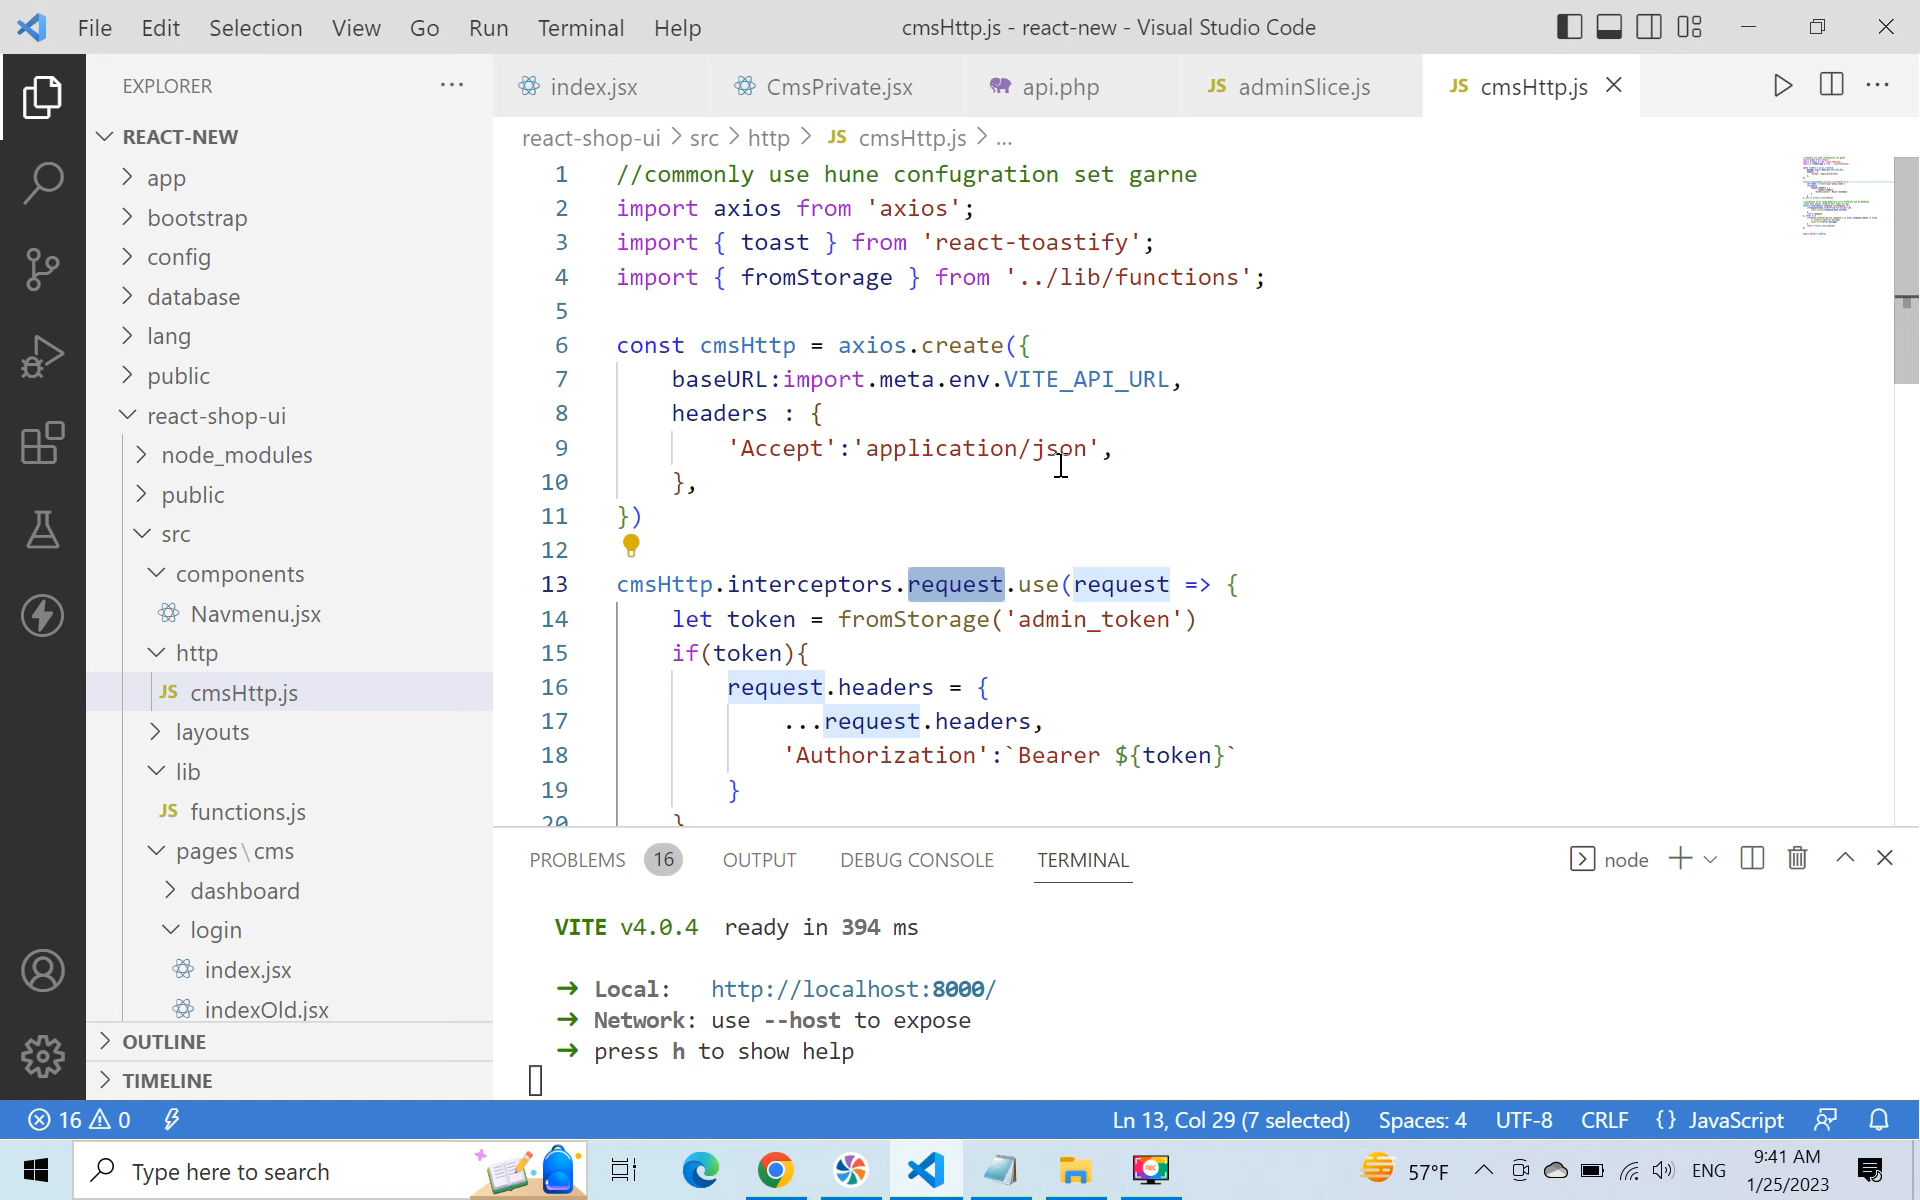 File Edit Selection View Go Run Terminal Help
cmsHttp.js - react-new - Visual Studio Code
EXPLORER
REACT-NEW
app
bootstrap
config
database
lang
public
react-shop-ui
node_modules
public
src
components
Navmenu.jsx
http
JS cmsHttp.js
layouts
lib
JS functions.js
pages\cms
dashboard
login
index.jsx
indexOld.jsx
OUTLINE
TIMELINE
index.jsx CmsPrivate.jsx api.php JS adminSlice.js JS cmsHttp.js
react-shop-ui > src > http > JS cmsHttp.js > ...
1 //commonly use hune confugration set garne
2 import axios from 'axios';
3 import { toast } from 'react-toastify';
4 import { fromStorage } from '../lib/functions';
5
6 const cmsHttp = axios.create({
7 baseURL:import.meta.env.VITE_API_URL,
8 headers : {
9 'Accept':'application/json',
10 },
11 })
12
13 cmsHttp.interceptors.request.use(request => {
14 let token = fromStorage('admin_token')
15 if(token){
16 request.headers = {
17 ...request.headers,
18 'Authorization':`Bearer ${token}`
19 }
20 }
PROBLEMS 16 OUTPUT DEBUG CONSOLE TERMINAL
node
VITE v4.0.4 ready in 394 ms
➜ Local: http://localhost:8000/
➜ Network: use --host to expose
➜ press h to show help
16 0
Ln 13, Col 29 (7 selected) Spaces: 4 UTF-8 CRLF {} JavaScript
Type here to search
57°F
ENG
9:41 AM
1/25/2023